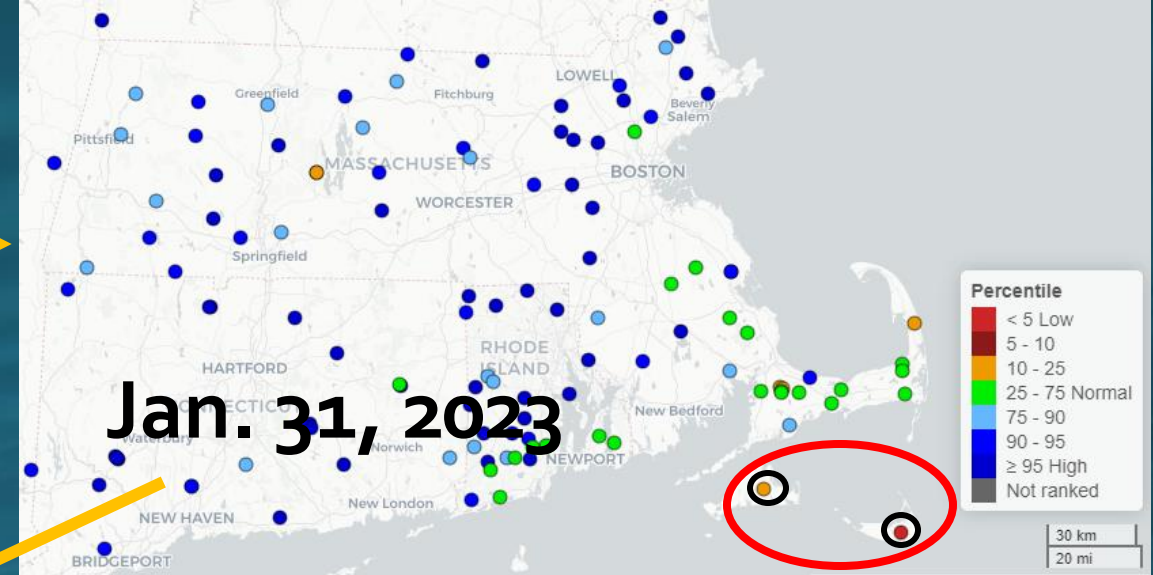 LOWELL
Greenfield
Fitchburg
Beverly
Salem
Pittsfield
MASSACHUSETTS
BOSTON
WORCESTER
Springfield
Percentile
< 5 Low
5 - 10
10 - 25
25 - 75 Normal
75 - 90
90 - 95
≥ 95 High
Not ranked
RHODE
ISLAND
HARTFORD
Jan. 31, 2023
CONNECTICUT
New Bedford
Waterbury
Norwich
NEWPORT
New London
NEW HAVEN
30 km
20 mi
BRIDGEPORT